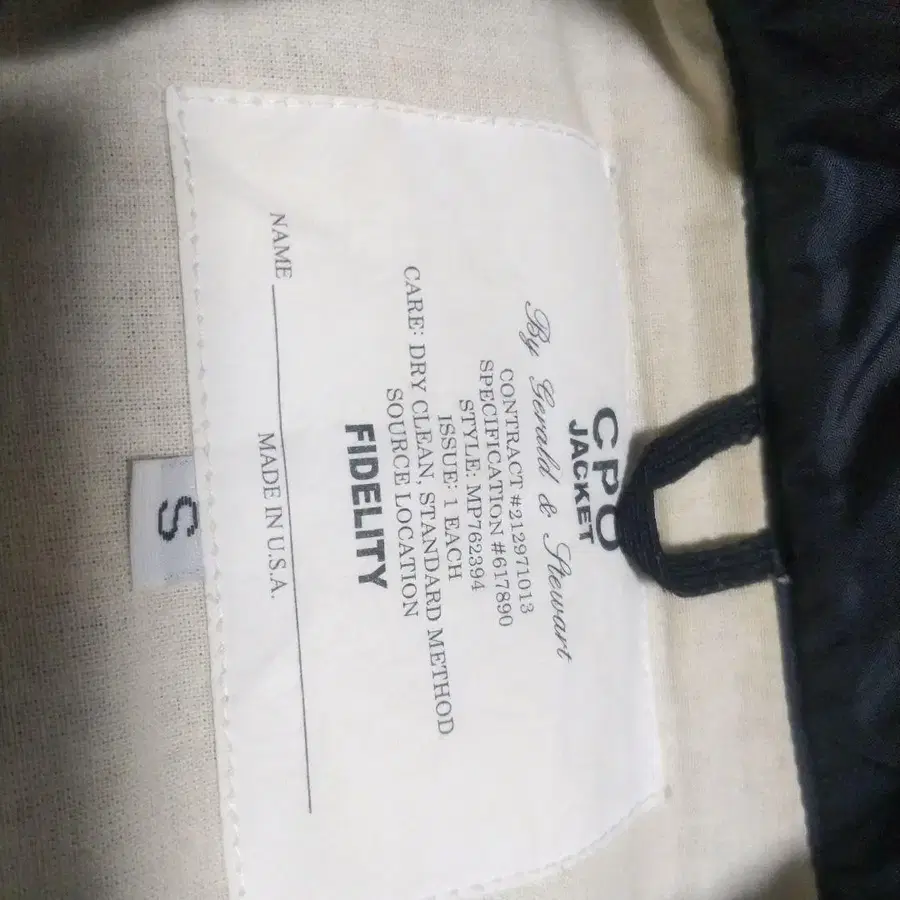 CPO
JACKET
By Gerald & Stewart
CONTRACT #212971013
SPECIFICATION #617890
STYLE: MP762394
ISSUE: 1 EACH
CARE: DRY CLEAN, STANDARD METHOD
SOURCE LOCATION
FIDELITY
NAME
MADE IN U.S.A.
S